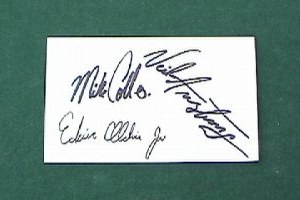 Mike Collins
Neil Armstrong
Edwin Aldrin Jr